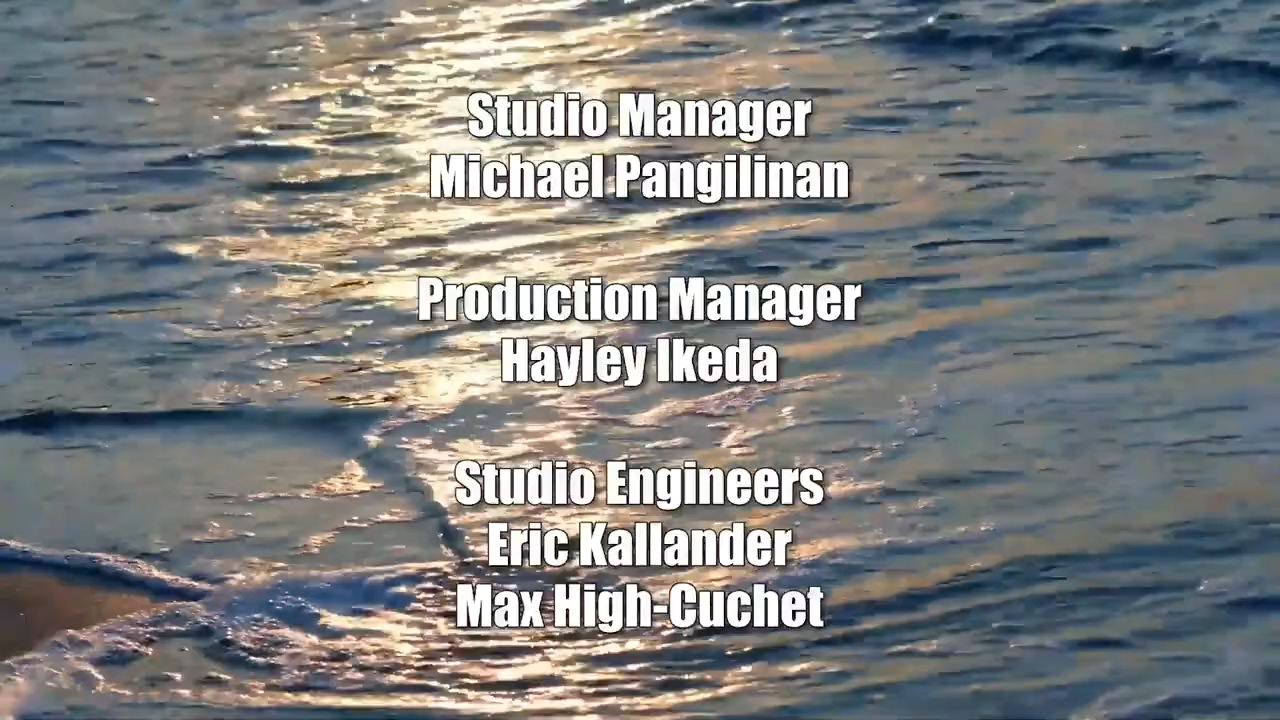 Studio Manager
Michael Pangilinan
Production Manager
Hayley Ikeda
Studio Engineers
Eric Kallander
Max High-Cuchet